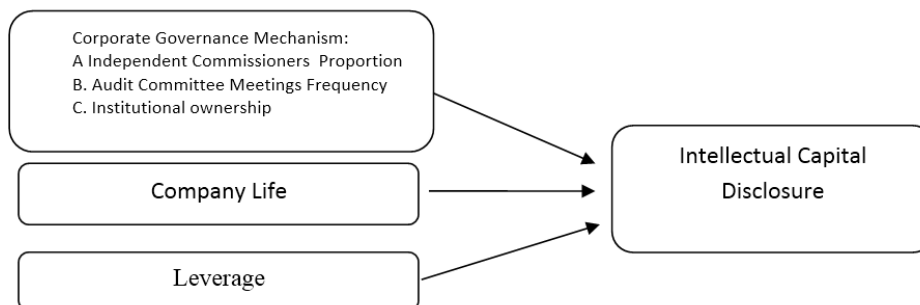 Corporate Governance Mechanism:
A Independent Commissioners Proportion
B. Audit Committee Meetings Frequency
C. Institutional ownership
Company Life
Leverage
Intellectual Capital
Disclosure